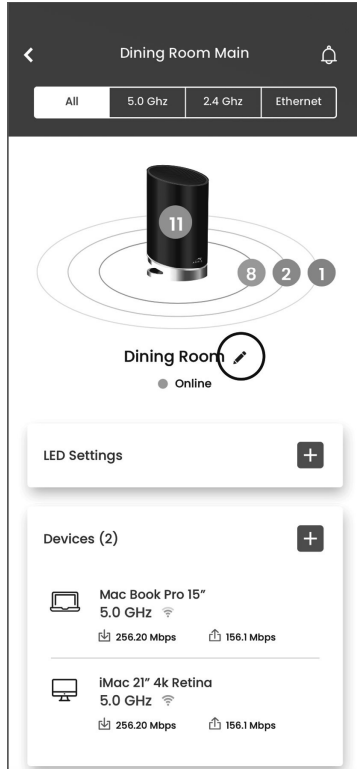 Dining Room Main
All 5.0 Ghz 2.4 Ghz Ethernet
11
8 2 1
Dining Room
Online
LED Settings
Devices (2)
Mac Book Pro 15”
5.0 GHz
256.20 Mbps 156.1 Mbps
iMac 21” 4k Retina
5.0 GHz
256.20 Mbps 156.1 Mbps